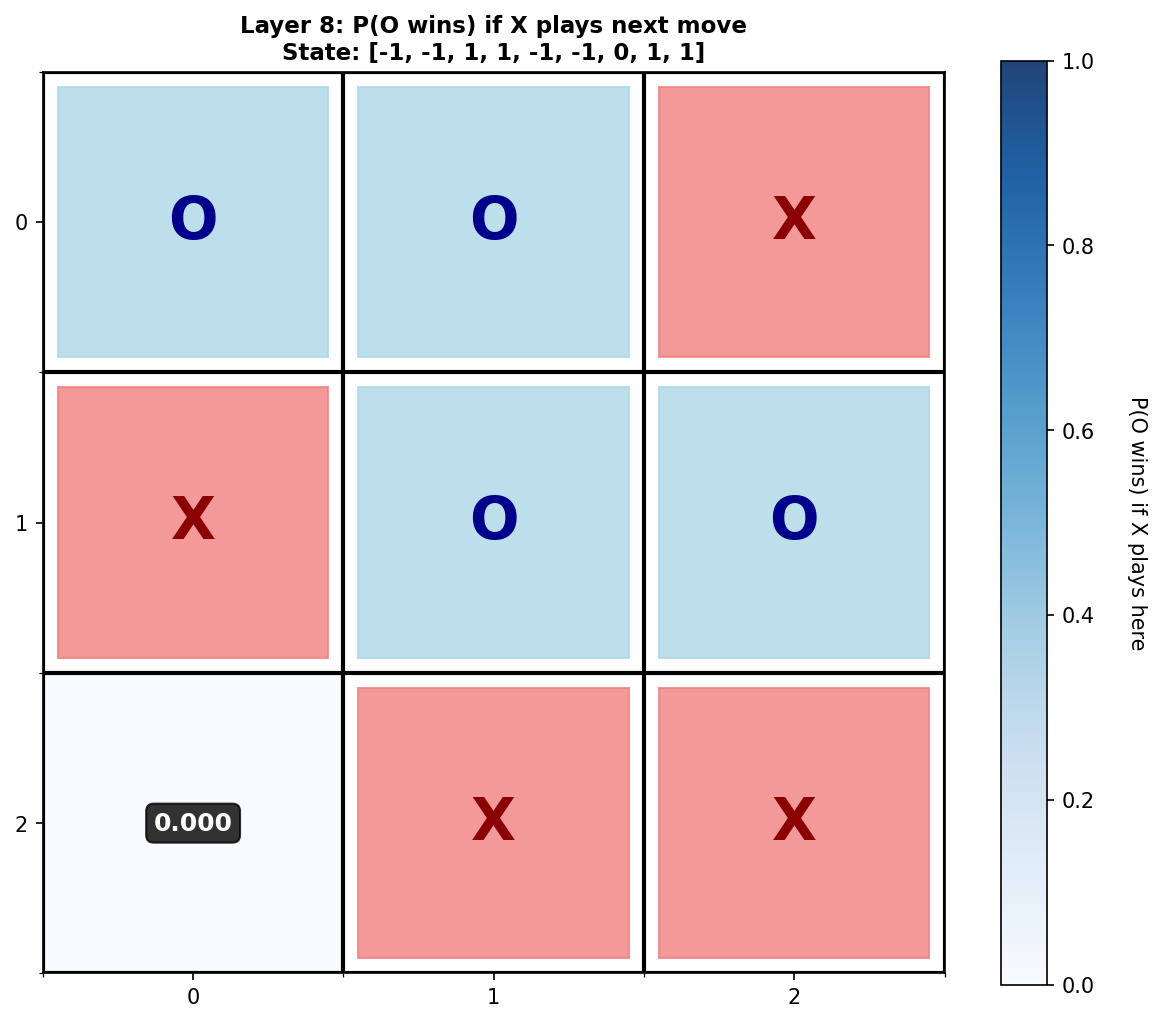 Layer 8: P(O wins) if X plays next move
State: [-1, -1, 1, 1, -1, -1, 0, 1, 1]
0
O
O
X
1
X
O
O
2
0.000
X
X
0
1
2
1.0
0.8
0.6
0.4
0.2
0.0
P(O wins) if X plays here